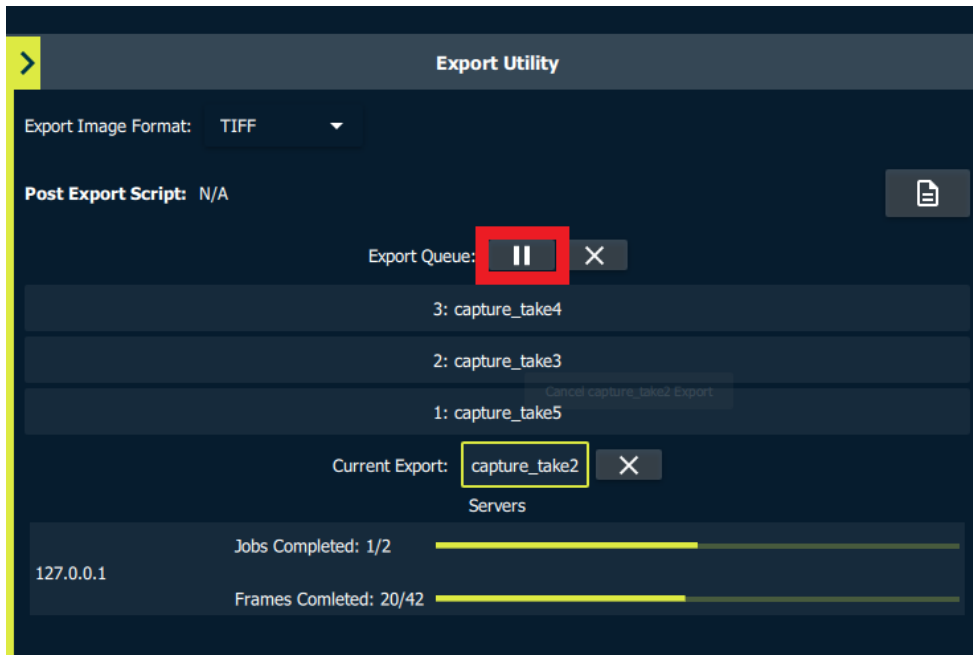 Export Utility
Export Image Format: TIFF
Post Export Script: N/A
Export Queue:
3: capture_take4
2: capture_take3
Cancel capture_take2 Export
1: capture_take5
Current Export: capture_take2
Servers
Jobs Completed: 1/2
127.0.0.1
Frames Comleted: 20/42